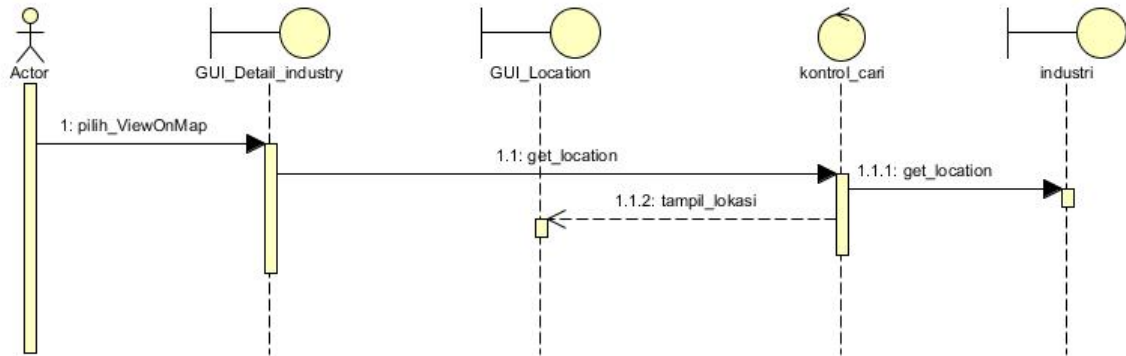 Actor
GUI_Detail_industry
GUI_Location
kontrol_cari
industri
1: pilih_ViewOnMap
1.1: get_location
1.1.1: get_location
1.1.2: tampil_lokasi